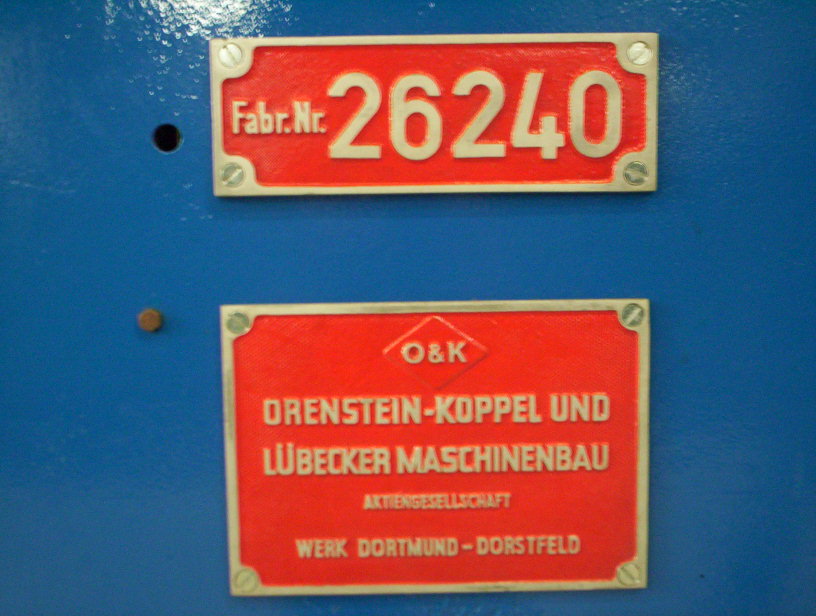 Fabr. Nr. 26240
O&K
ORENSTEIN-KOPPEL UND
LÜBECKER MASCHINENBAU
AKTIENGESELLSCHAFT
WERK DORTMUND-DORSTFELD